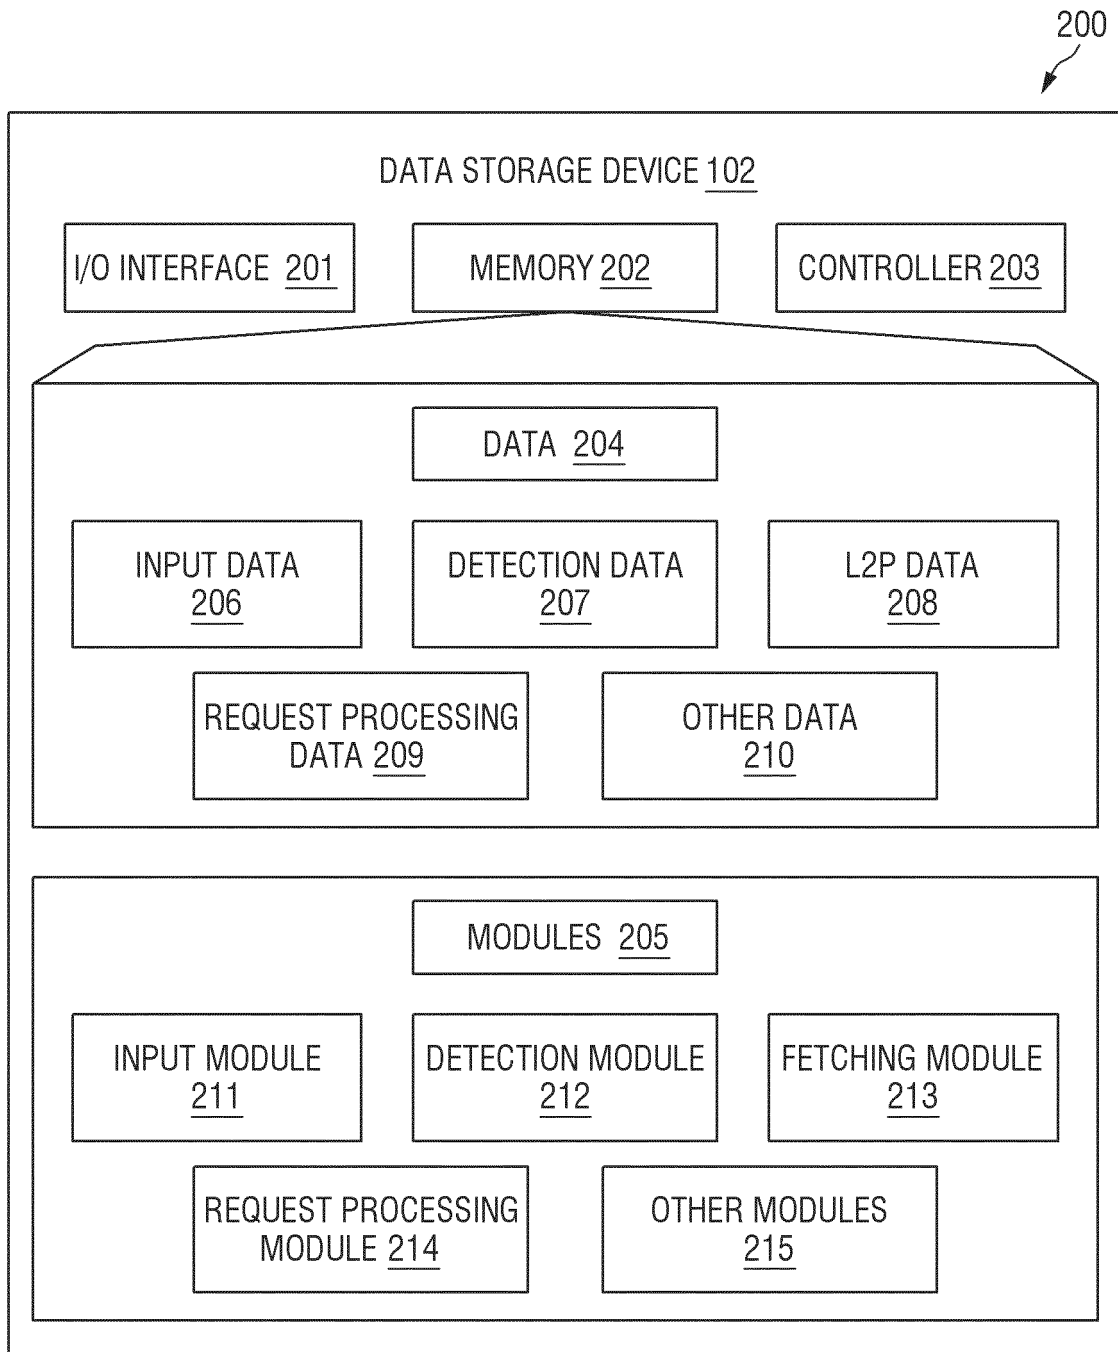 200
DATA STORAGE DEVICE 102
I/O INTERFACE 201
MEMORY 202
CONTROLLER 203
DATA 204
INPUT DATA
206
DETECTION DATA
207
L2P DATA
208
REQUEST PROCESSING
DATA 209
OTHER DATA
210
MODULES 205
INPUT MODULE
211
DETECTION MODULE
212
FETCHING MODULE
213
REQUEST PROCESSING
MODULE 214
OTHER MODULES
215